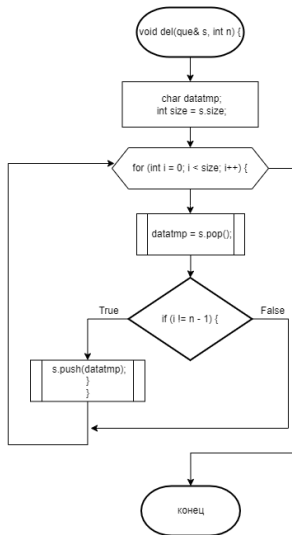 void del(que& s, int n) {
char datatmp;
int size = s.size;
for (int i = 0; i < size; i++) {
datatmp = s.pop();
if (i != n - 1) {
True
False
s.push(datatmp);
}
}
конец